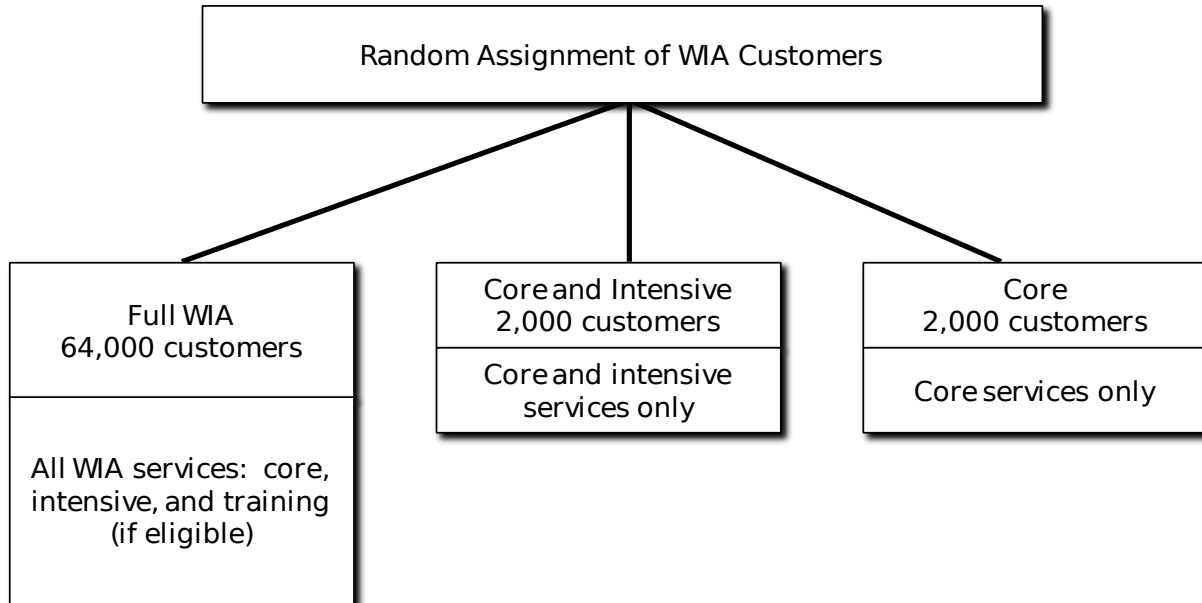 Random Assignment of WIA Customers
Full WIA
64,000 customers
All WIA services: core,
intensive, and training
(if eligible)
Core and Intensive
2,000 customers
Core and intensive
services only
Core
2,000 customers
Core services only